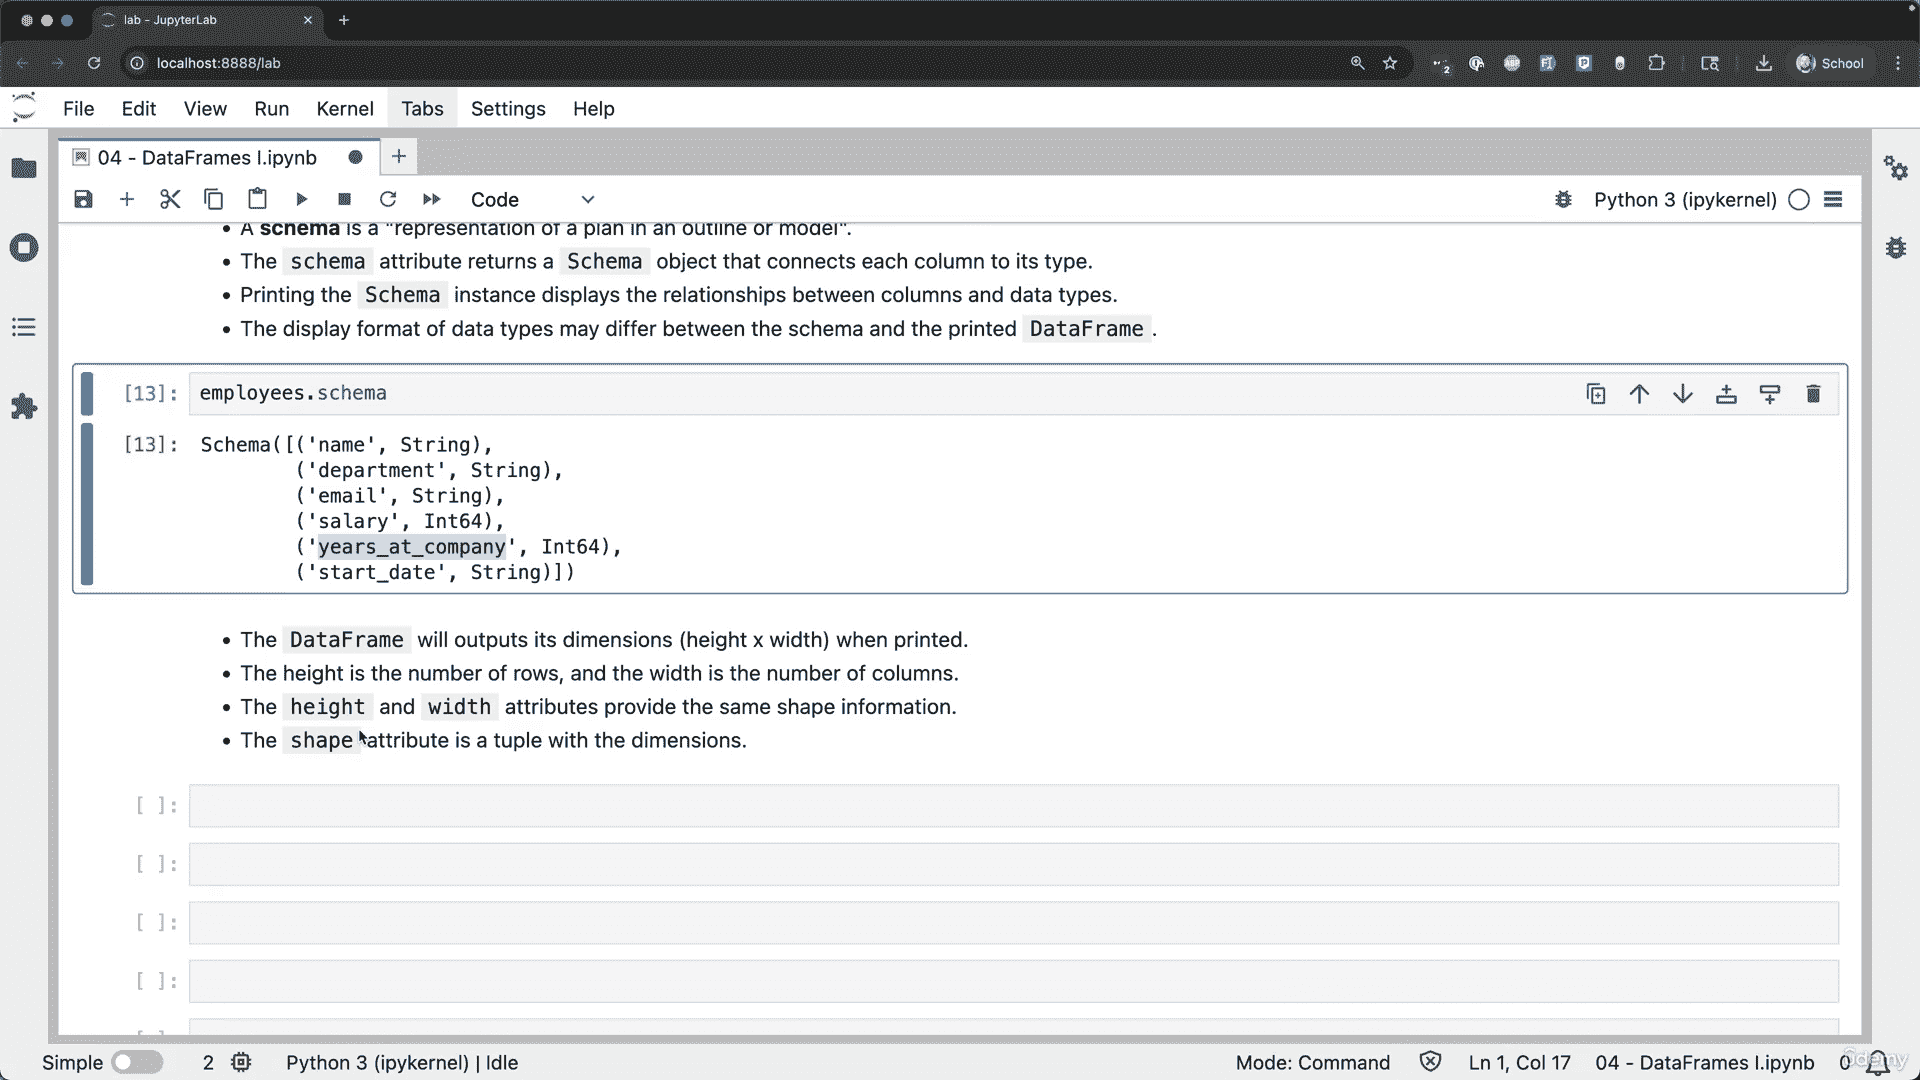 lab - JupyterLab
localhost:8888/lab
2
ABP
School
File Edit View Run Kernel Tabs Settings Help
04 - DataFrames I.ipynb
Code
Python 3 (ipykernel)
• A schema is a "representation of a plan in an outline or model".
• The schema attribute returns a Schema object that connects each column to its type.
• Printing the Schema instance displays the relationships between columns and data types.
• The display format of data types may differ between the schema and the printed DataFrame.
[13]: employees.schema
[13]: Schema([('name', String),
('department', String),
('email', String),
('salary', Int64),
('years_at_company', Int64),
('start_date', String)])
• The DataFrame will outputs its dimensions (height x width) when printed.
• The height is the number of rows, and the width is the number of columns.
• The height and width attributes provide the same shape information.
• The shape attribute is a tuple with the dimensions.
[ ]:
[ ]:
[ ]:
[ ]:
Simple 2 Python 3 (ipykernel) | Idle Mode: Command Ln 1, Col 17 04 - DataFrames I.ipynb 0
Udemy